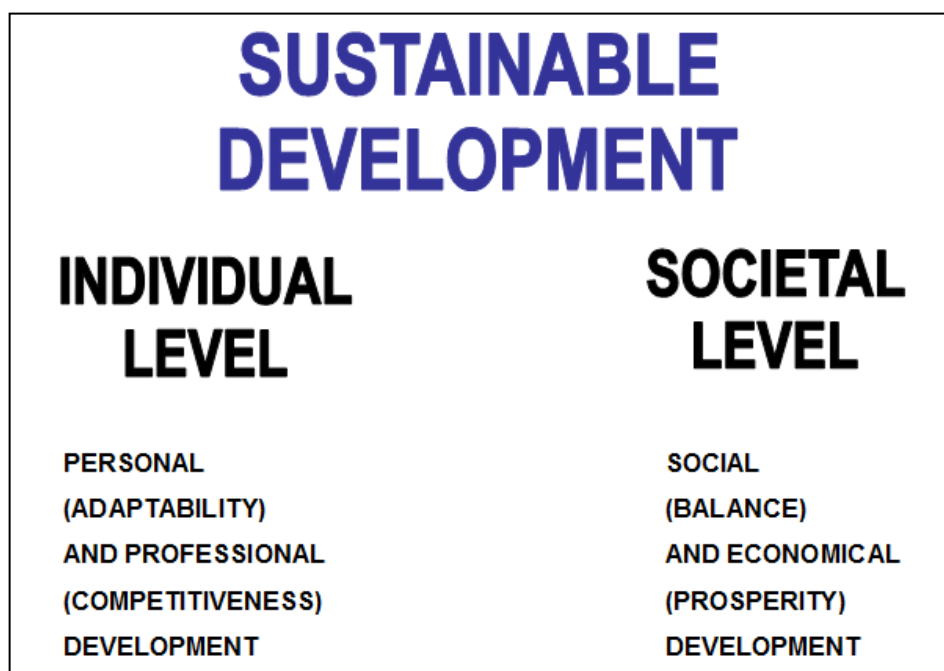 SUSTAINABLE
DEVELOPMENT
INDIVIDUAL
LEVEL
PERSONAL
(ADAPTABILITY)
AND PROFESSIONAL
(COMPETITIVENESS)
DEVELOPMENT
SOCIETAL
LEVEL
SOCIAL
(BALANCE)
AND ECONOMICAL
(PROSPERITY)
DEVELOPMENT